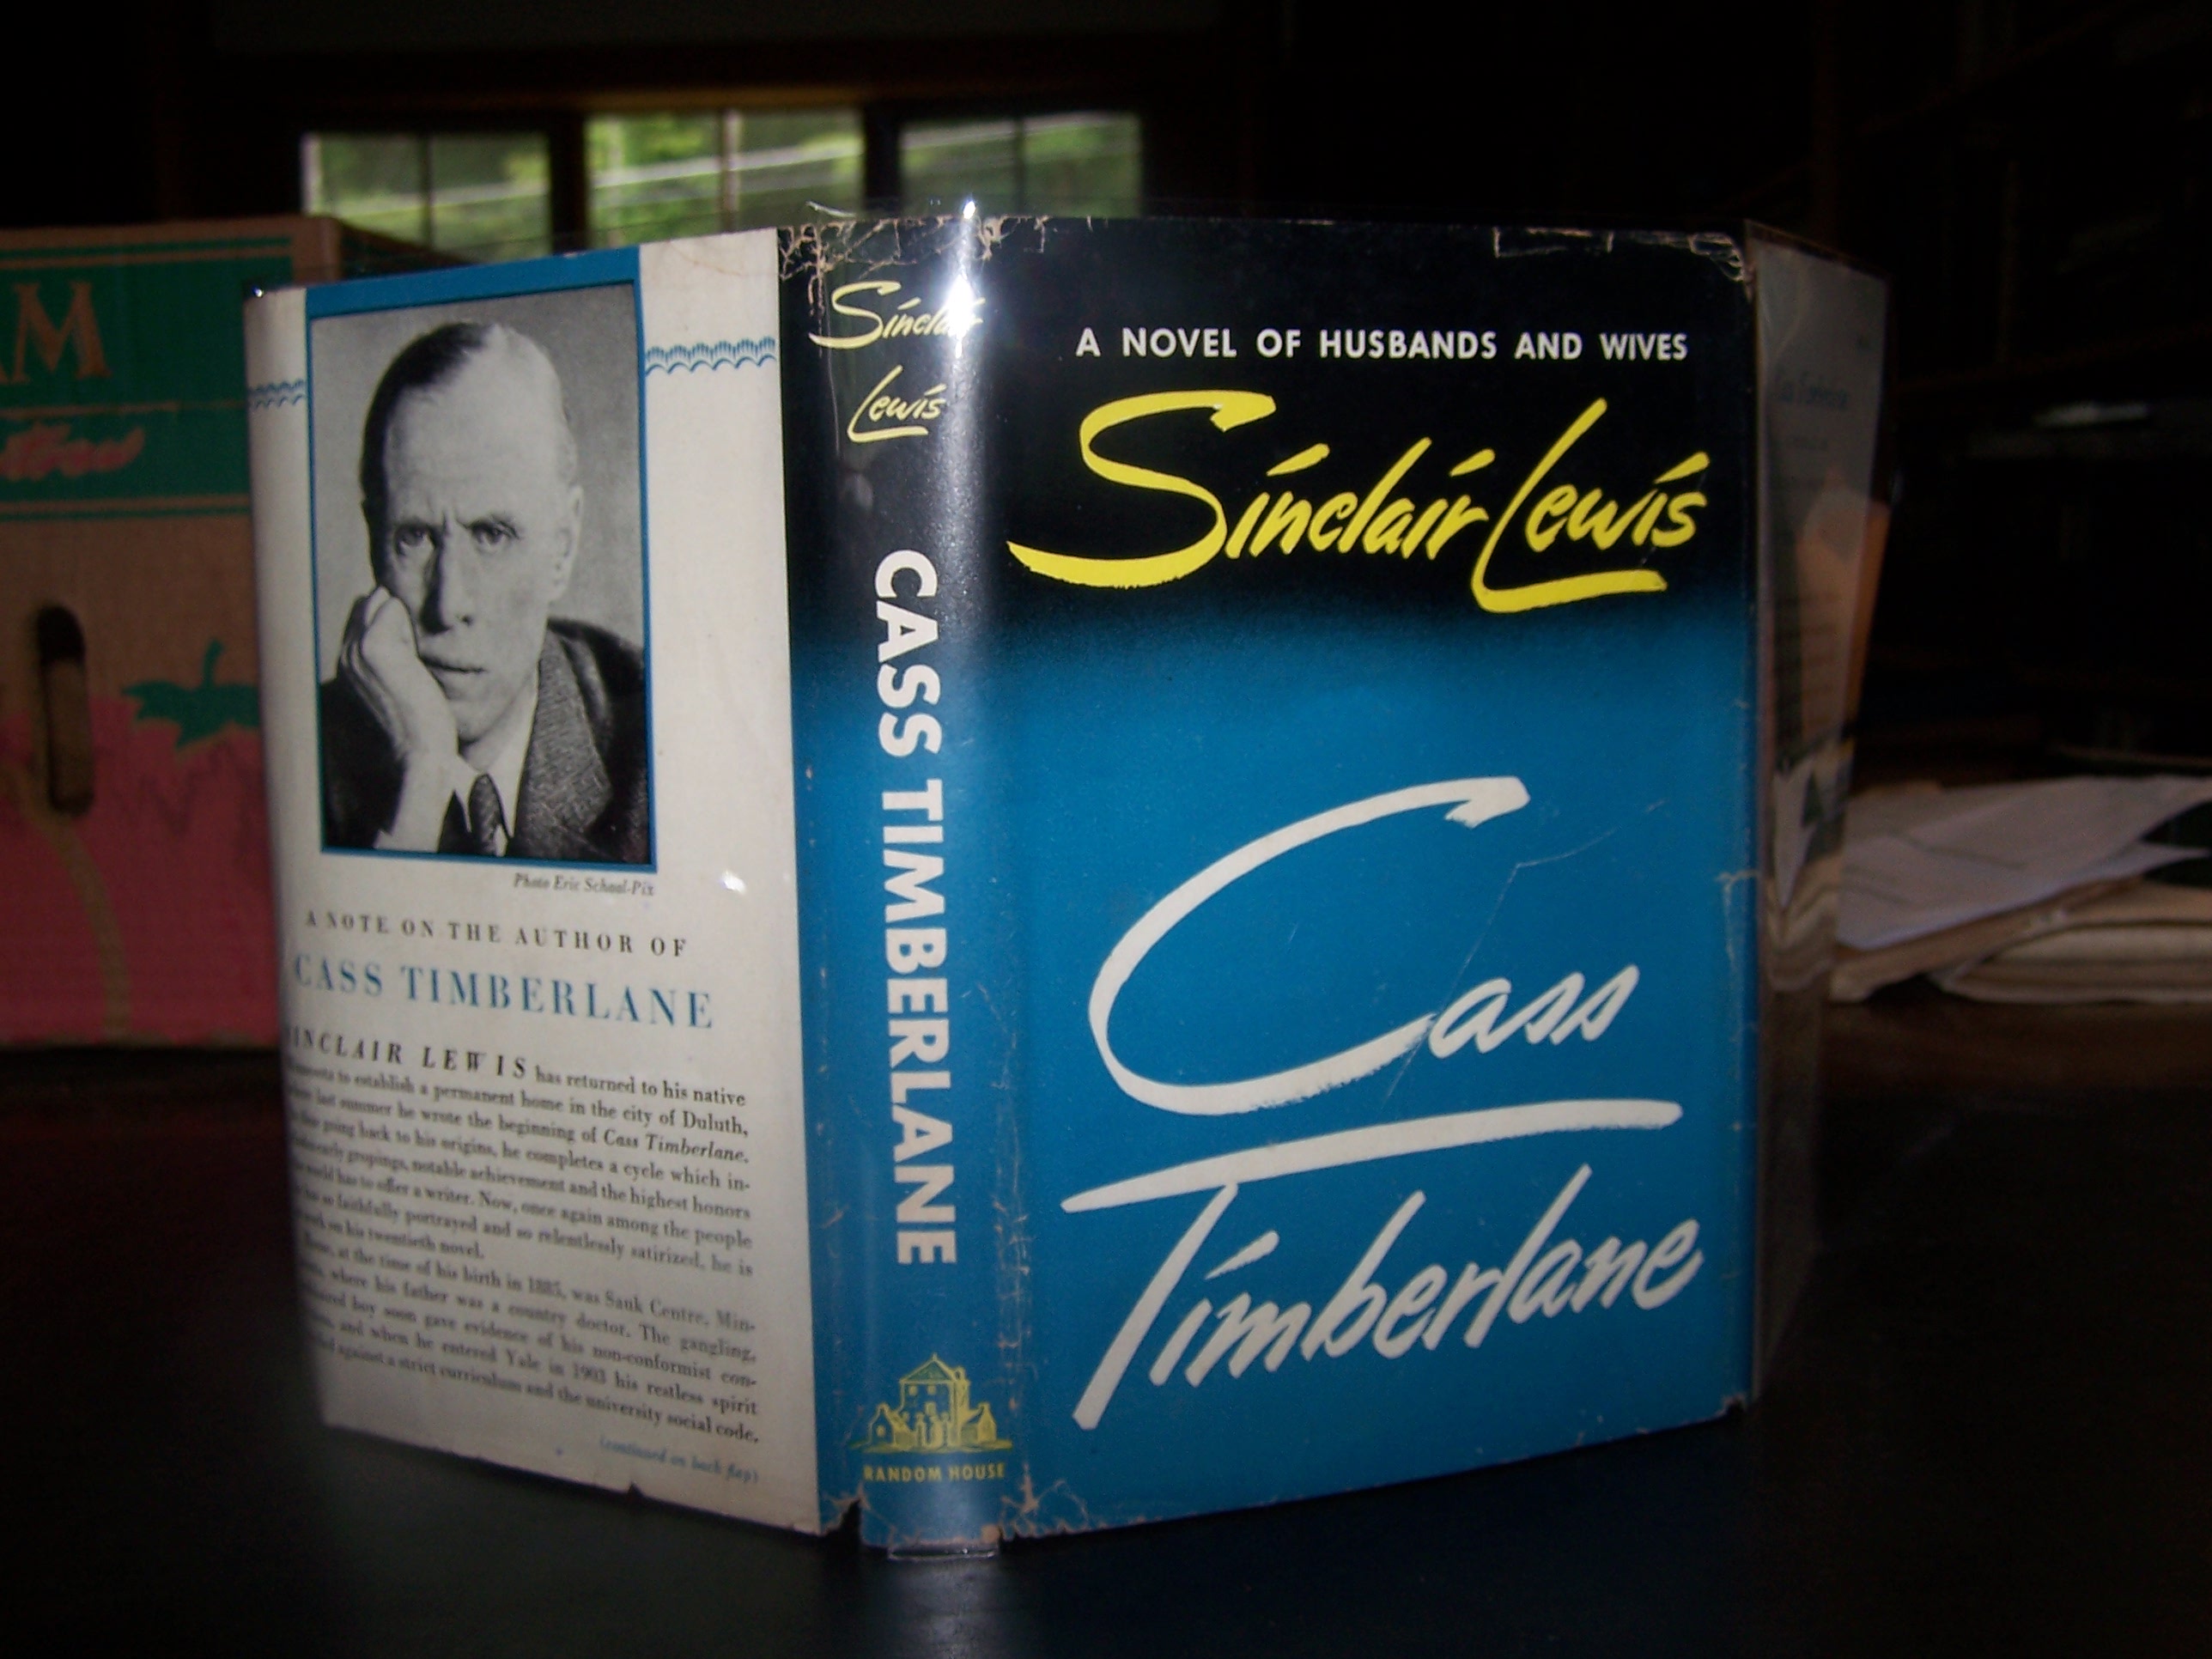 AM
Photo Eric Schaal-Pix
A NOTE ON THE AUTHOR OF
CASS TIMBERLANE
SINCLAIR LEWIS has returned to his native
to establish a permanent home in the city of Duluth,
last summer he wrote the beginning of Cass Timberlane.
going back to his origins, he completes a cycle which in-
early gropings, notable achievement and the highest honors
world has to offer a writer. Now, once again among the people
so faithfully portrayed and so relentlessly satirized, he is
on his twentieth novel.
at the time of his birth in 1885, was Sauk Centre, Min-
where his father was a country doctor. The gangling,
boy soon gave evidence of his non-conformist con-
and when he entered Yale in 1903 his restless spirit
against a strict curriculum and the university social code.
(continued on back flap)
Sinclair
Lewis
CASS TIMBERLANE
RANDOM HOUSE
A NOVEL OF HUSBANDS AND WIVES
Sinclair Lewis
Cass
Timberlane